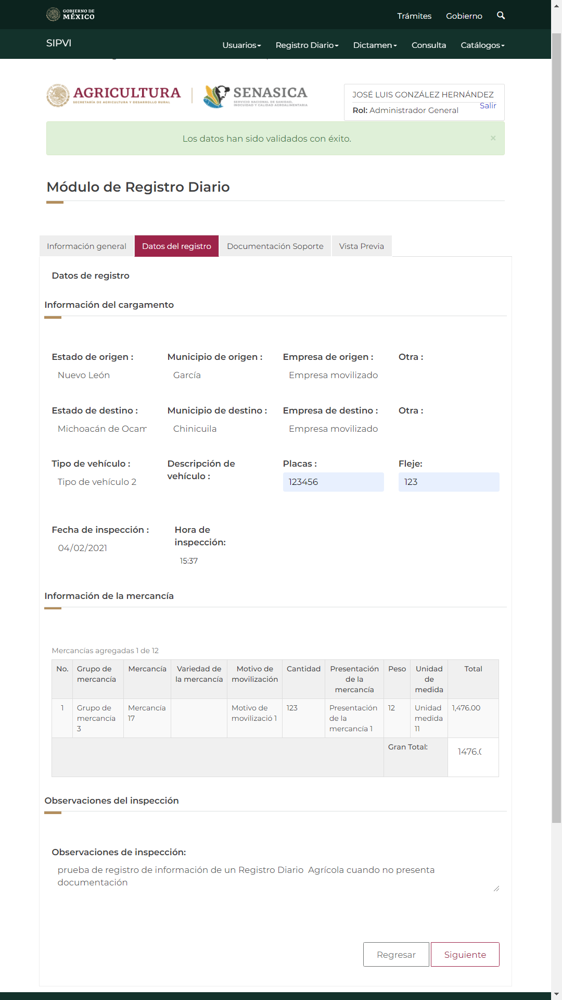 GOBIERNO DE
MÉXICO
Trámites
Gobierno
SIPVI
Usuarios
Registro Diario
Dictamen
Consulta
Catálogos
AGRICULTURA
SECRETARÍA DE AGRICULTURA Y DESARROLLO RURAL
SENASICA
SERVICIO NACIONAL DE SANIDAD,
INOCUIDAD Y CALIDAD AGROALIMENTARIA
JOSÉ LUIS GONZÁLEZ HERNÁNDEZ
Rol: Administrador General
Salir
Los datos han sido validados con éxito.
×
Módulo de Registro Diario
Información general
Datos del registro
Documentación Soporte
Vista Previa
Datos de registro
Información del cargamento
Estado de origen :
Municipio de origen :
Empresa de origen :
Otra :
Nuevo León
García
Empresa movilizado
Estado de destino :
Municipio de destino :
Empresa de destino :
Otra :
Michoacán de Ocam
Chinicuila
Empresa movilizado
Tipo de vehículo :
Descripción de
vehículo :
Placas :
Fleje:
Tipo de vehículo 2
123456
123
Fecha de inspección :
Hora de
inspección:
04/02/2021
15:37
Información de la mercancía
Mercancías agregadas 1 de 12
No.
Grupo de
mercancía
Mercancía
Variedad de
la mercancía
Motivo de
movilización
Cantidad
Presentación
de la
mercancía
Peso
Unidad
de
medida
Total
1
Grupo de
mercancía
3
Mercancía
17
Motivo de
movilizació 1
123
Presentación
de la
mercancía 1
12
Unidad
medida
11
1,476.00
Gran Total:
1476.0
Observaciones del inspección
Observaciones de inspección:
prueba de registro de información de un Registro Diario  Agrícola cuando no presenta
documentación
Regresar
Siguiente